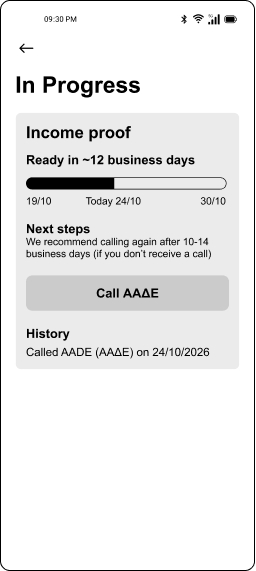 09:30 PM
In Progress
Income proof
Ready in ~12 business days
19/10 Today 24/10 30/10
Next steps
We recommend calling again after 10-14
business days (if you don’t receive a call)
Call ΑΑΔΕ
History
Called AADE (ΑΑΔΕ) on 24/10/2026